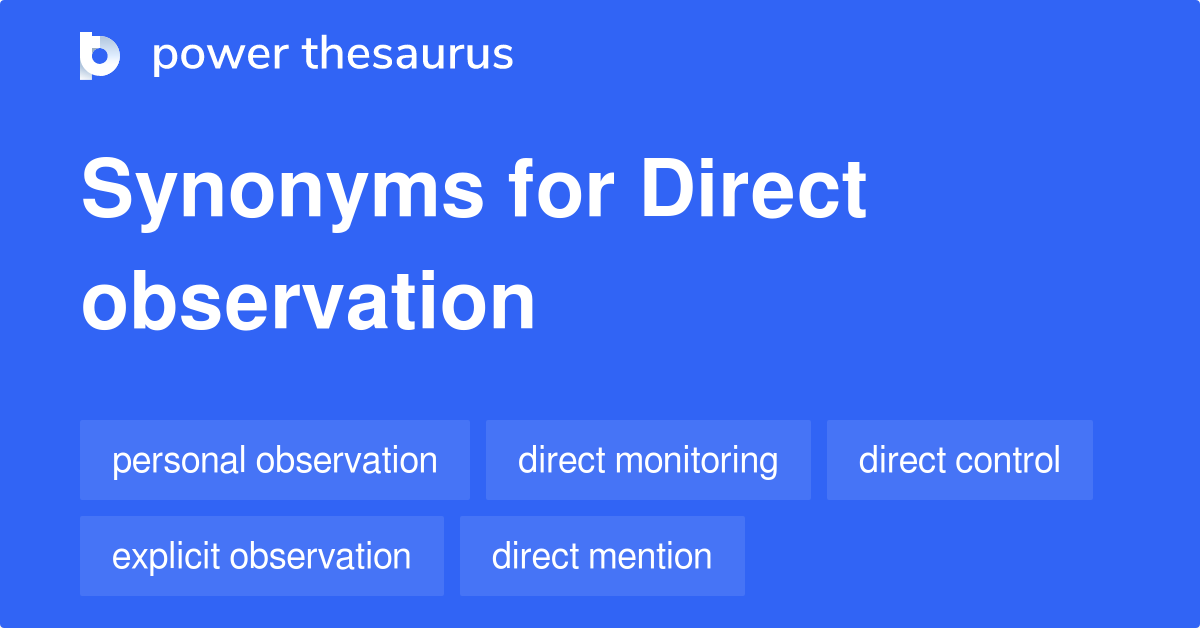 power thesaurus
Synonyms for Direct
observation
personal observation direct monitoring direct control
explicit observation direct mention